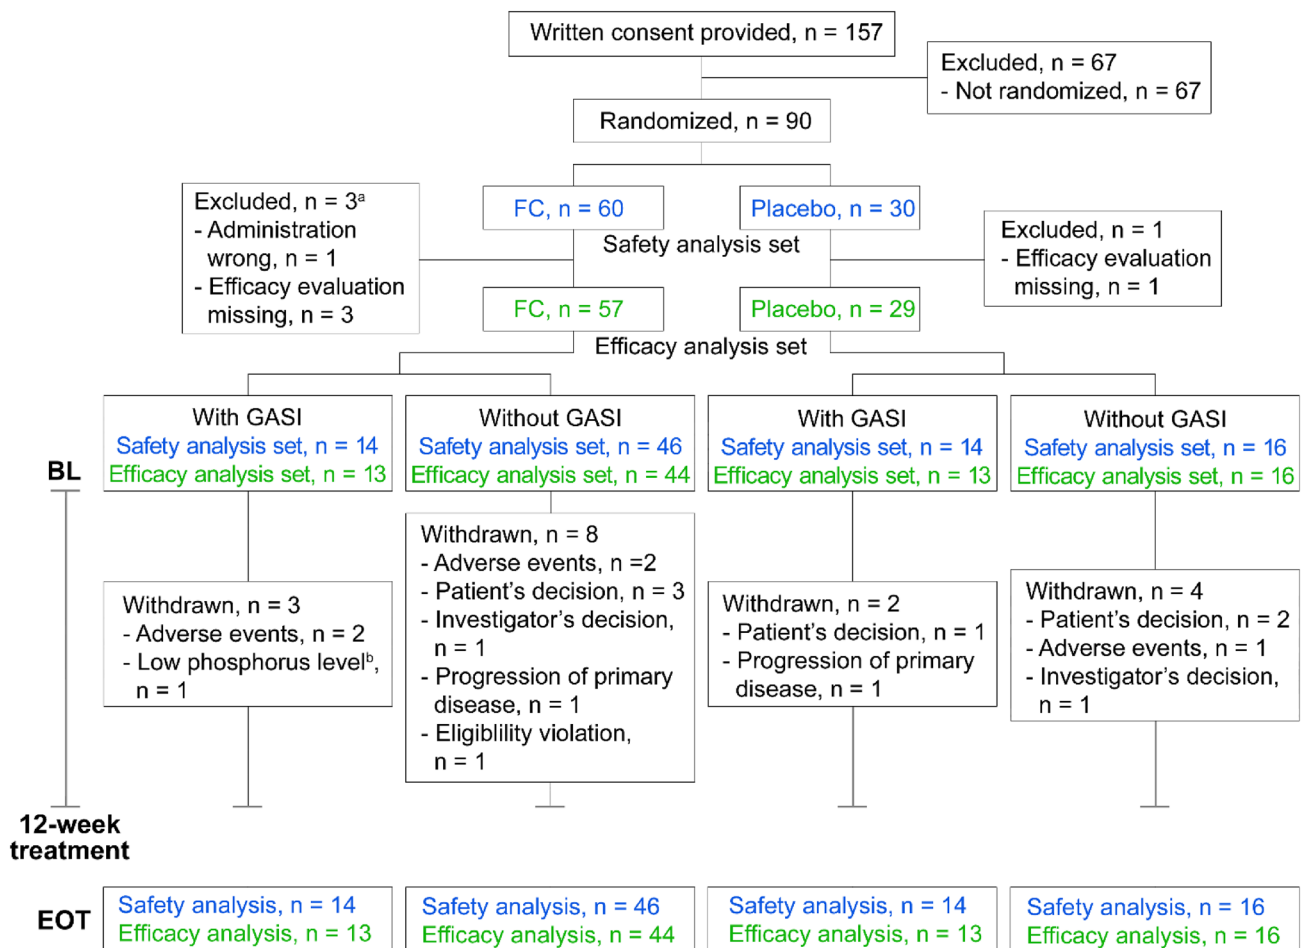 Written consent provided, n = 157
Excluded, n = 67
- Not randomized, n = 67
Randomized, n = 90
Excluded, n = 3ᵃ
- Administration
wrong, n = 1
- Efficacy evaluation
missing, n = 3
FC, n = 60
Placebo, n = 30
Safety analysis set
Excluded, n = 1
- Efficacy evaluation
missing, n = 1
FC, n = 57
Placebo, n = 29
Efficacy analysis set
BL
With GASI
Safety analysis set, n = 14
Efficacy analysis set, n = 13
Without GASI
Safety analysis set, n = 46
Efficacy analysis set, n = 44
With GASI
Safety analysis set, n = 14
Efficacy analysis set, n = 13
Without GASI
Safety analysis set, n = 16
Efficacy analysis set, n = 16
Withdrawn, n = 3
- Adverse events, n = 2
- Low phosphorus levelᵇ,
n = 1
Withdrawn, n = 8
- Adverse events, n =2
- Patient's decision, n = 3
- Investigator's decision,
n = 1
- Progression of primary
disease, n = 1
- Eligiblility violation,
n = 1
Withdrawn, n = 2
- Patient's decision, n = 1
- Progression of primary
disease, n = 1
Withdrawn, n = 4
- Patient's decision, n = 2
- Adverse events, n = 1
- Investigator's decision,
n = 1
12-week
treatment
EOT
Safety analysis, n = 14
Efficacy analysis, n = 13
Safety analysis, n = 46
Efficacy analysis, n = 44
Safety analysis, n = 14
Efficacy analysis, n = 13
Safety analysis, n = 16
Efficacy analysis, n = 16